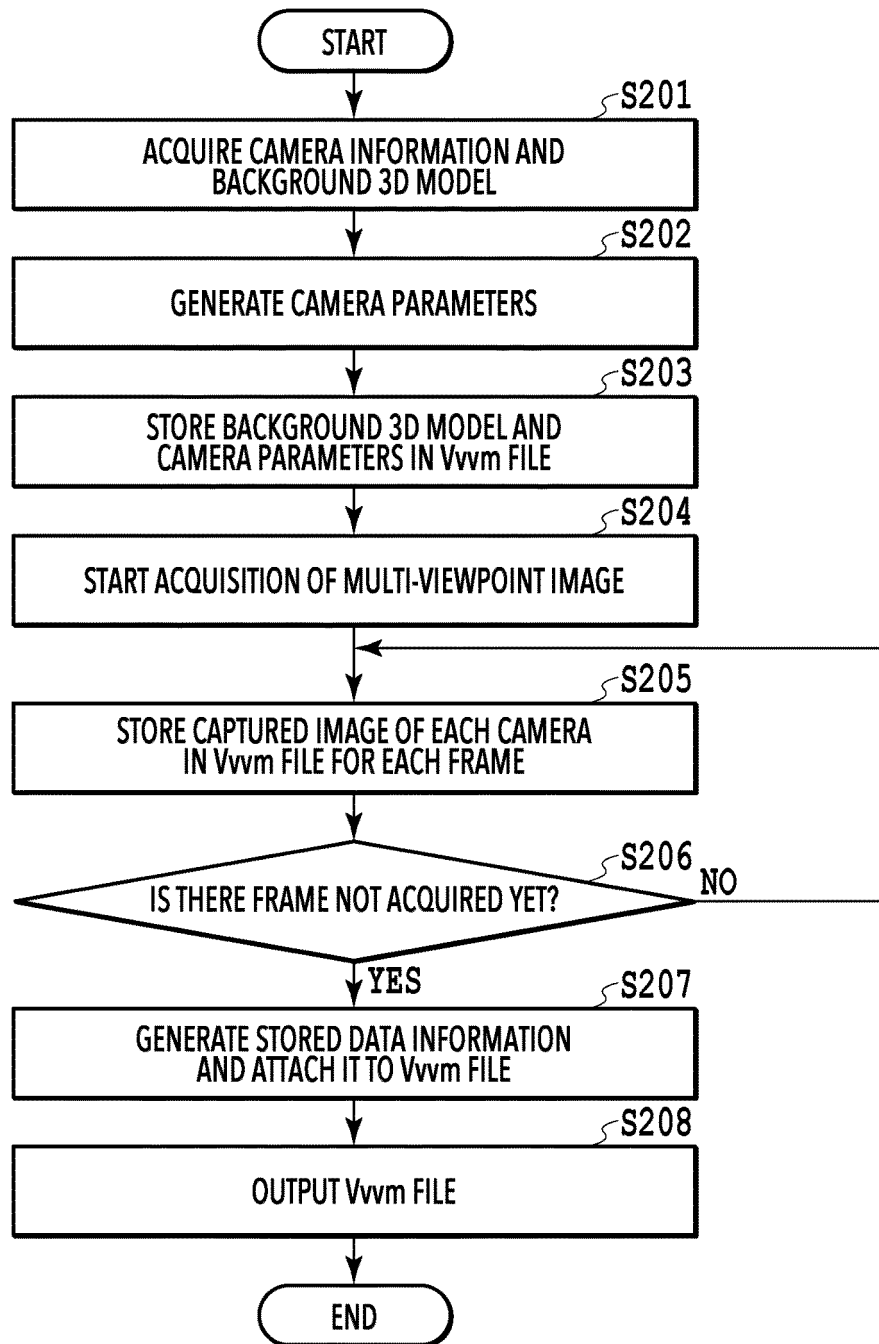 START
S201
ACQUIRE CAMERA INFORMATION AND
BACKGROUND 3D MODEL
S202
GENERATE CAMERA PARAMETERS
S203
STORE BACKGROUND 3D MODEL AND
CAMERA PARAMETERS IN Vvvm FILE
S204
START ACQUISITION OF MULTI-VIEWPOINT IMAGE
S205
STORE CAPTURED IMAGE OF EACH CAMERA
IN Vvvm FILE FOR EACH FRAME
S206
IS THERE FRAME NOT ACQUIRED YET?
NO
YES
S207
GENERATE STORED DATA INFORMATION
AND ATTACH IT TO Vvvm FILE
S208
OUTPUT Vvvm FILE
END